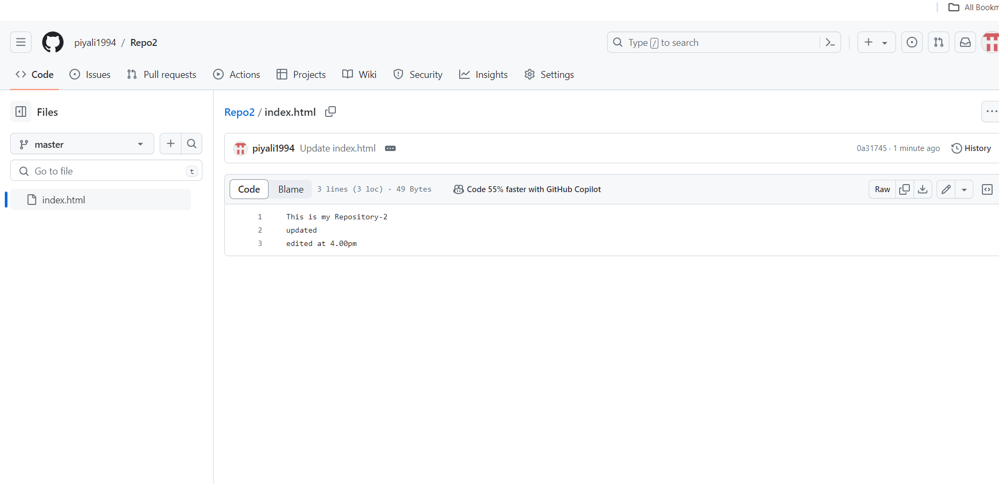 All Bookm
piyali1994 / Repo2
Type / to search
Code Issues Pull requests Actions Projects Wiki Security Insights Settings
Files
master
Go to file t
index.html
Repo2 / index.html
piyali1994 Update index.html
0a31745 · 1 minute ago History
Code Blame 3 lines (3 loc) · 49 Bytes Code 55% faster with GitHub Copilot Raw
1 This is my Repository-2
2 updated
3 edited at 4.00pm